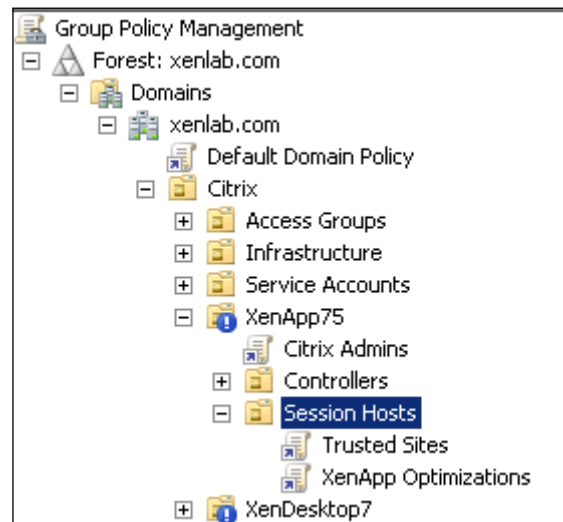 Group Policy Management
Forest: xenlab.com
Domains
xenlab.com
Default Domain Policy
Citrix
Access Groups
Infrastructure
Service Accounts
XenApp75
Citrix Admins
Controllers
Session Hosts
Trusted Sites
XenApp Optimizations
XenDesktop7